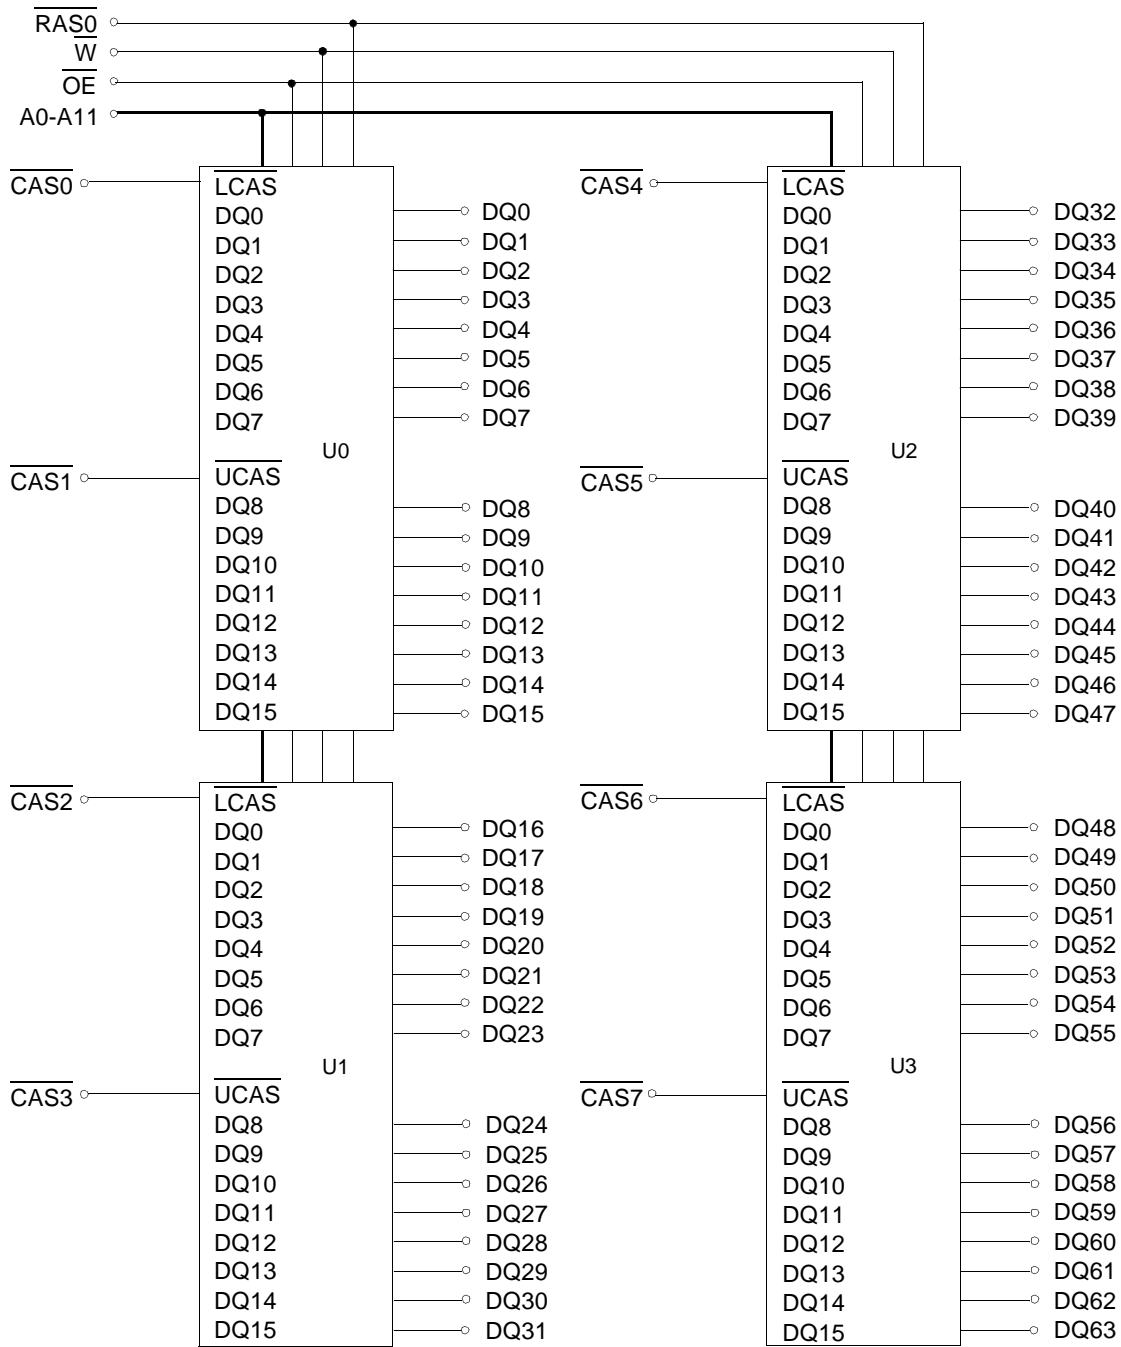 RAS0
W
OE
A0-A11
CAS0
LCAS
DQ0
DQ1
DQ2
DQ3
DQ4
DQ5
DQ6
DQ7
U0
CAS1
UCAS
DQ8
DQ9
DQ10
DQ11
DQ12
DQ13
DQ14
DQ15
DQ0
DQ1
DQ2
DQ3
DQ4
DQ5
DQ6
DQ7
DQ8
DQ9
DQ10
DQ11
DQ12
DQ13
DQ14
DQ15
CAS4
LCAS
DQ0
DQ1
DQ2
DQ3
DQ4
DQ5
DQ6
DQ7
U2
CAS5
UCAS
DQ8
DQ9
DQ10
DQ11
DQ12
DQ13
DQ14
DQ15
DQ32
DQ33
DQ34
DQ35
DQ36
DQ37
DQ38
DQ39
DQ40
DQ41
DQ42
DQ43
DQ44
DQ45
DQ46
DQ47
CAS2
LCAS
DQ0
DQ1
DQ2
DQ3
DQ4
DQ5
DQ6
DQ7
U1
CAS3
UCAS
DQ8
DQ9
DQ10
DQ11
DQ12
DQ13
DQ14
DQ15
DQ16
DQ17
DQ18
DQ19
DQ20
DQ21
DQ22
DQ23
DQ24
DQ25
DQ26
DQ27
DQ28
DQ29
DQ30
DQ31
CAS6
LCAS
DQ0
DQ1
DQ2
DQ3
DQ4
DQ5
DQ6
DQ7
U3
CAS7
UCAS
DQ8
DQ9
DQ10
DQ11
DQ12
DQ13
DQ14
DQ15
DQ48
DQ49
DQ50
DQ51
DQ52
DQ53
DQ54
DQ55
DQ56
DQ57
DQ58
DQ59
DQ60
DQ61
DQ62
DQ63